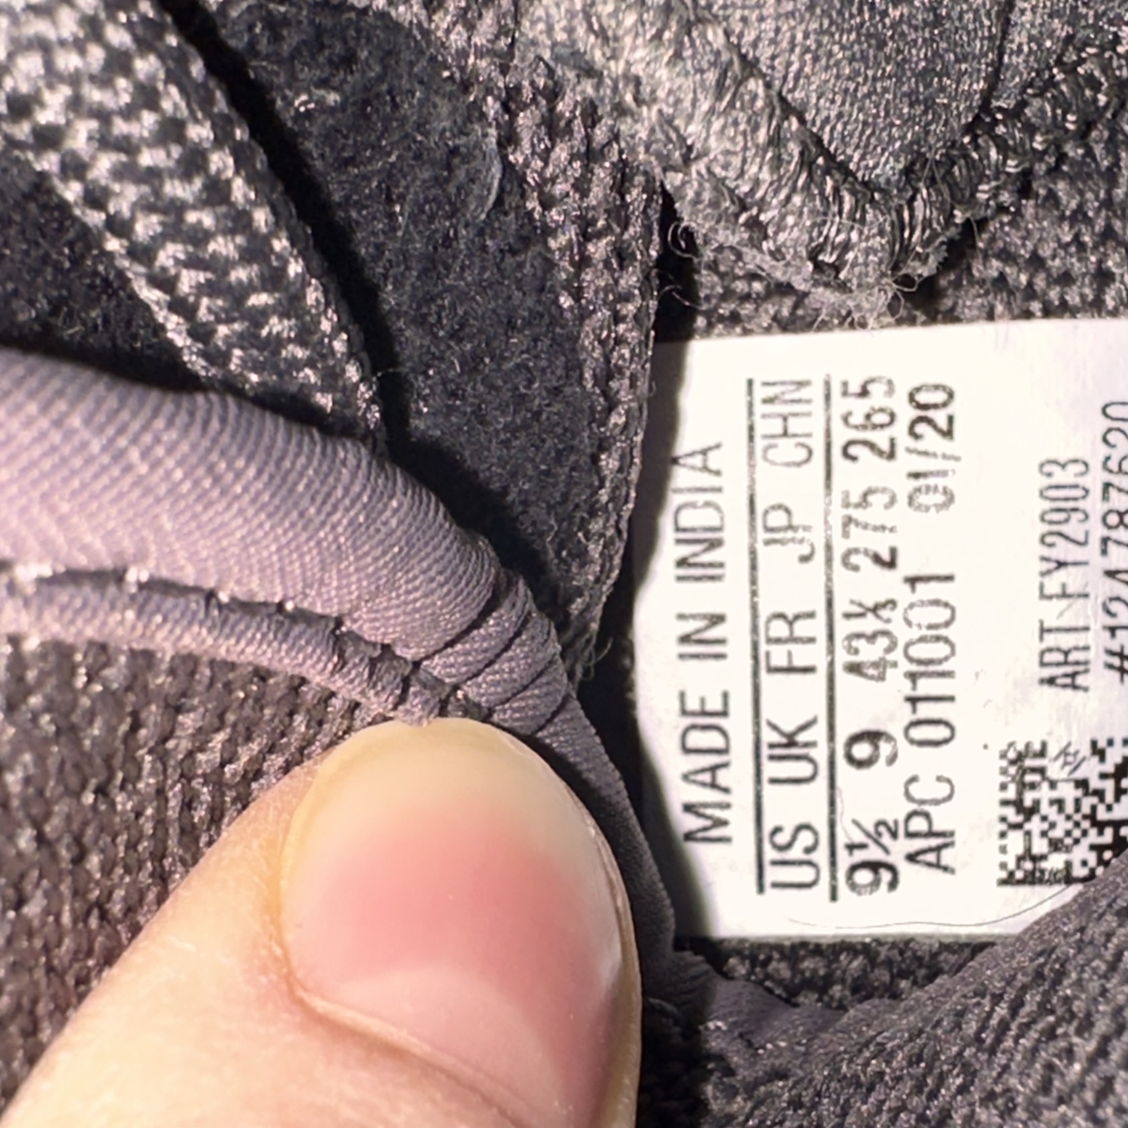 MADE IN INDIA
US UK FR JP CHN
9½ 9 43⅓ 275 265
APC 011001 01/20
ART FY2903
#124787620